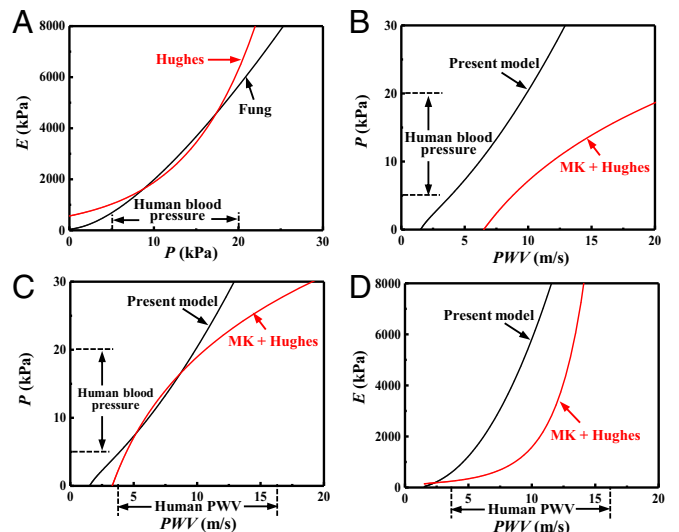 A
8000
6000
4000
2000
0
E (kPa)
Hughes
Fung
Human blood
pressure
0
10
20
30
P (kPa)
B
30
20
10
0
P (kPa)
Present model
Human blood
pressure
MK + Hughes
0
5
10
15
20
PWV (m/s)
C
30
20
10
0
P (kPa)
Present model
MK + Hughes
Human blood
pressure
0
5
10
15
20
Human PWV
PWV (m/s)
D
8000
6000
4000
2000
0
E (kPa)
Present model
MK + Hughes
0
5
10
15
20
Human PWV
PWV (m/s)